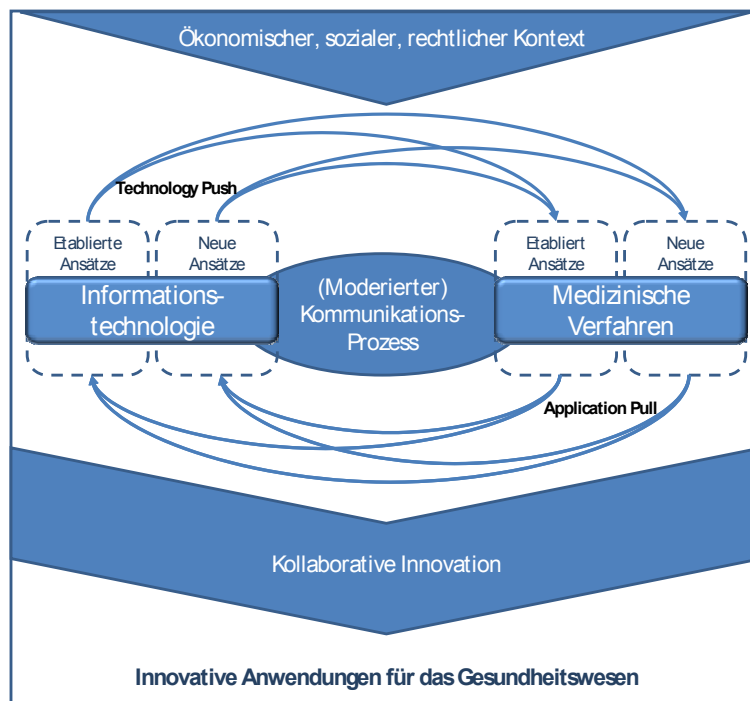 Ökonomischer, sozialer, rechtlicher Kontext
Technology Push
Etablierte
Ansätze
Neue
Ansätze
Etabliert
Ansätze
Neue
Ansätze
Informations-
technologie
(Moderierter)
Kommunikations-
Prozess
Medizinische
Verfahren
Application Pull
Kollaborative Innovation
Innovative Anwendungen für das Gesundheitswesen